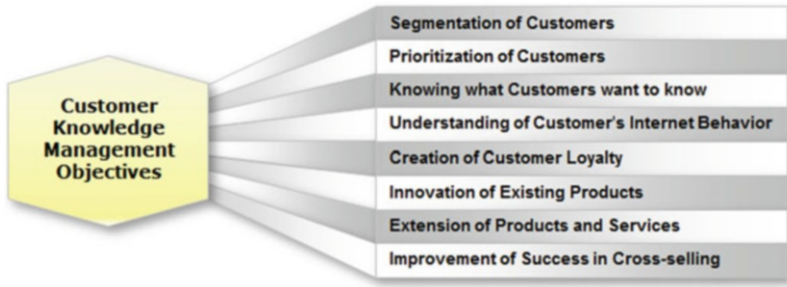 Customer
Knowledge
Management
Objectives
Segmentation of Customers
Prioritization of Customers
Knowing what Customers want to know
Understanding of Customer's Internet Behavior
Creation of Customer Loyalty
Innovation of Existing Products
Extension of Products and Services
Improvement of Success in Cross-selling